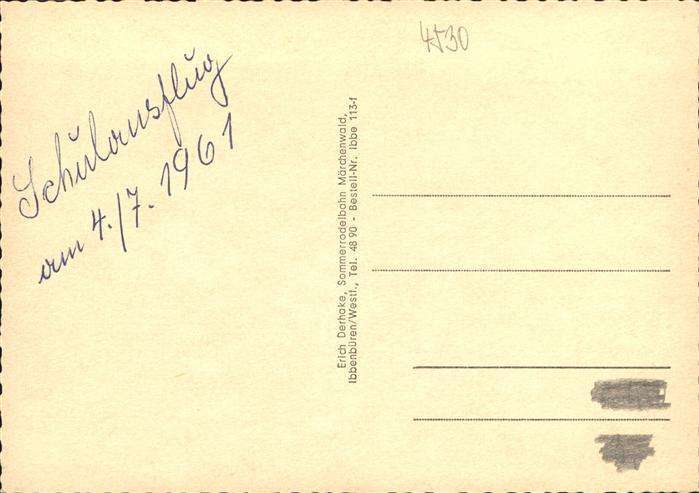 Schulausflug
am 4./7. 1961
Erich Derhake, Sommerrodelbahn Märchenwald,
Ibbenbüren/Westf., Tel. 48 90 - Bestell-Nr. Ibbe 113-f
4530